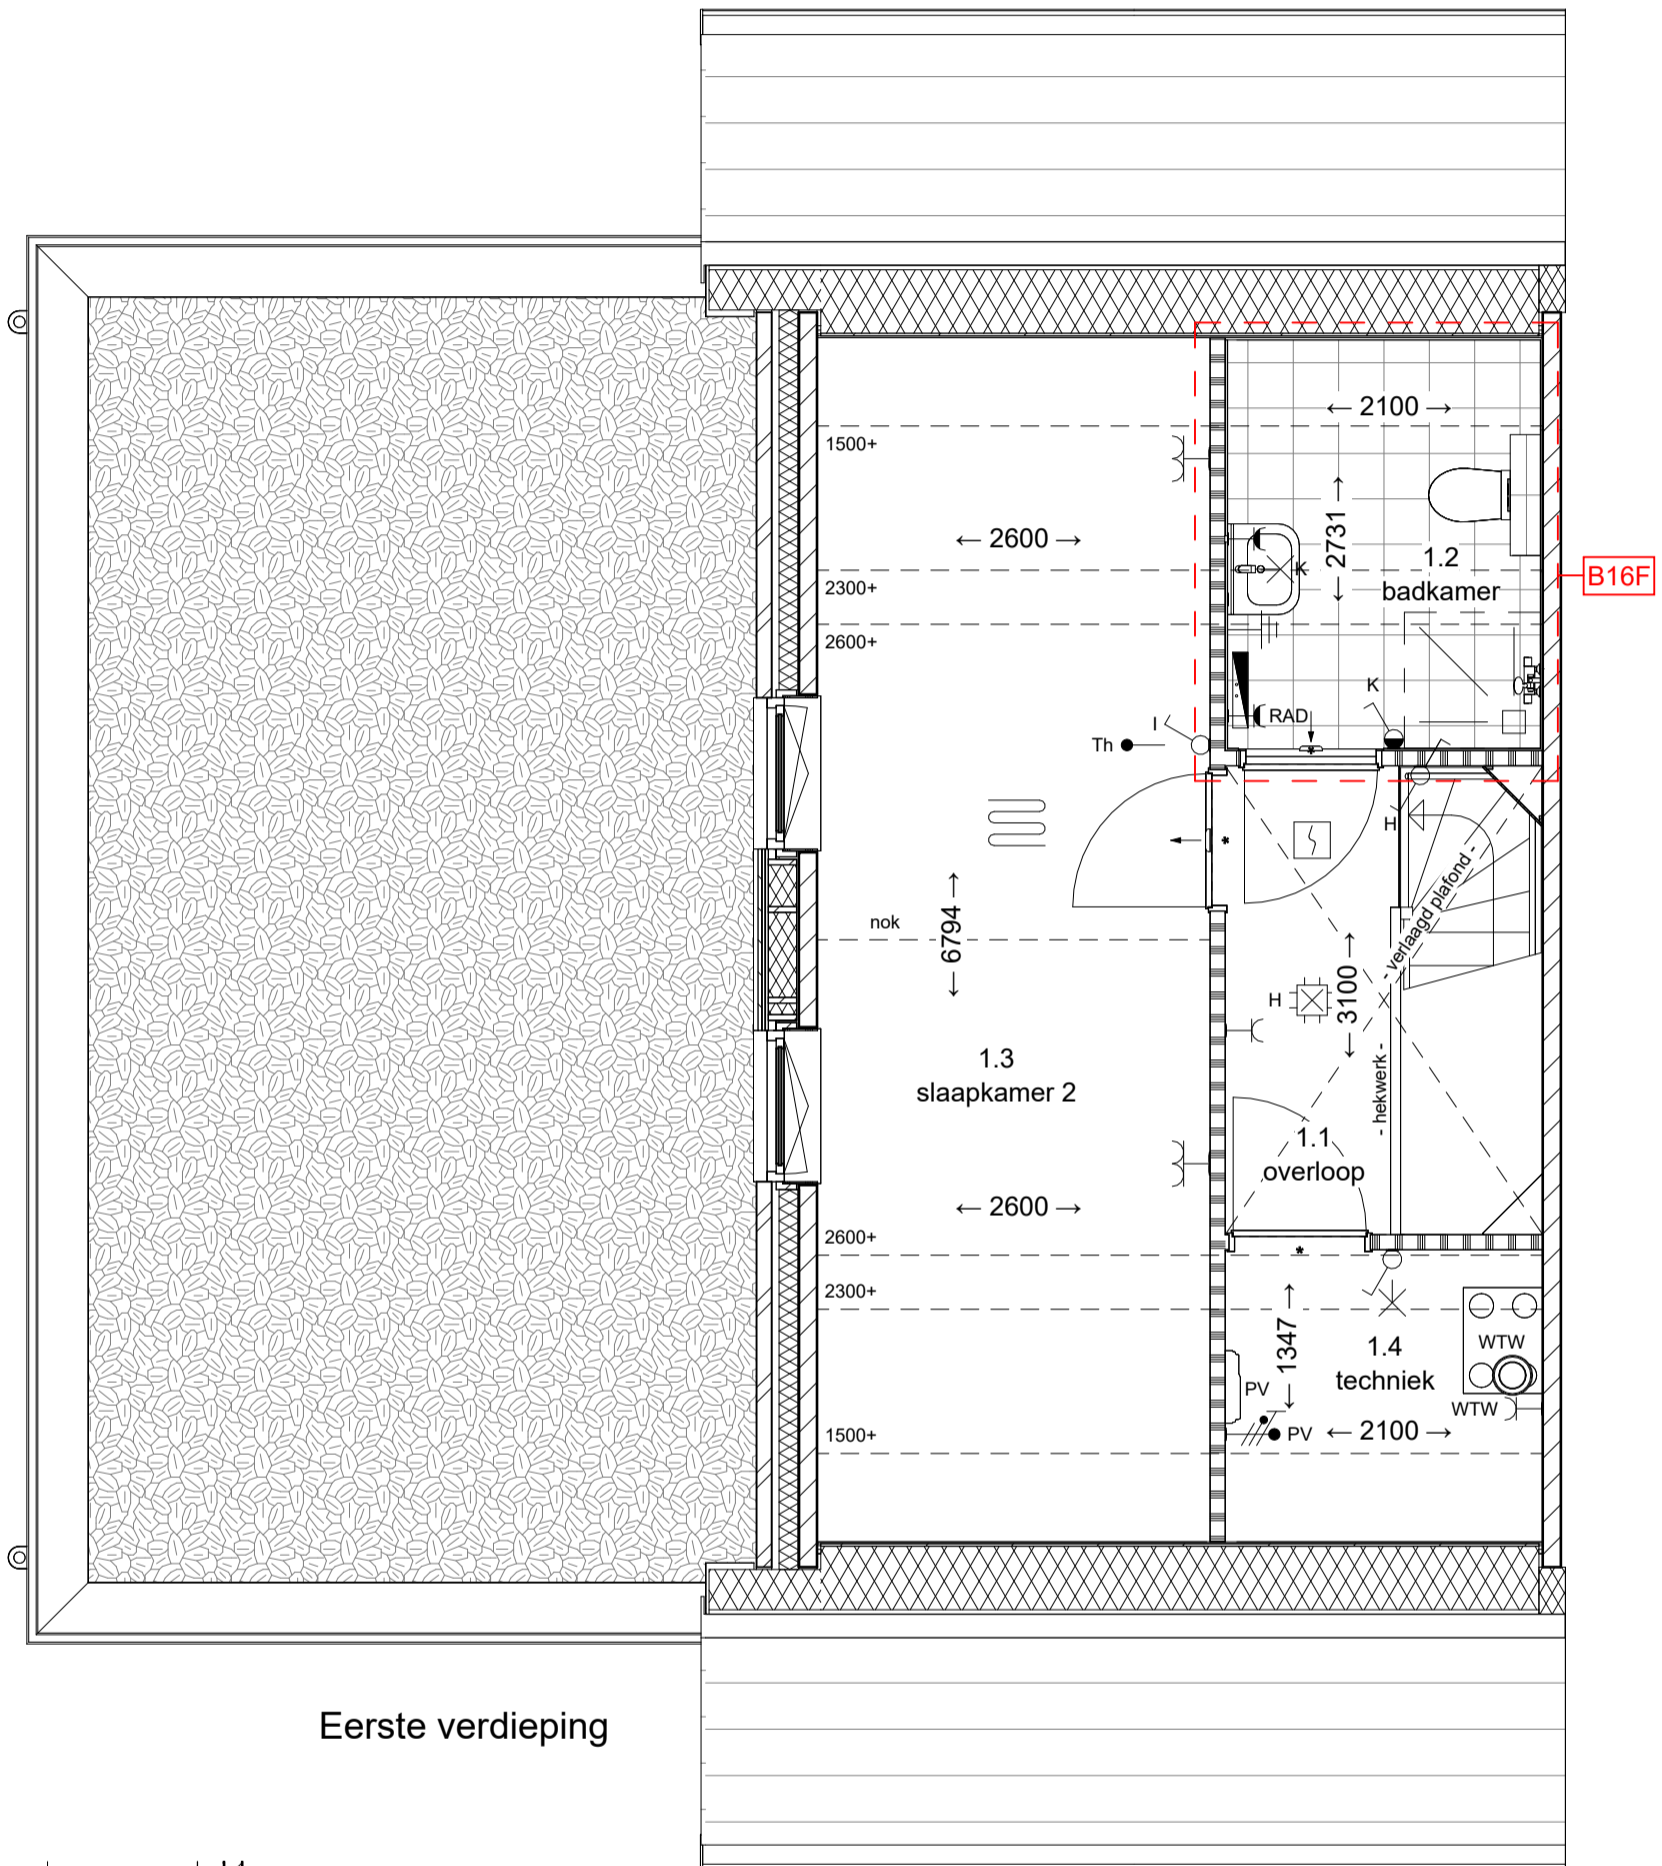 ← 2100 →
1500+
← 2600 →
← 2731 →
1.2
badkamer
K
B16F
2300+
2600+
K
RAD
I
Th
H
- verlaagd plafond -
nok
← 6794 →
← 3100 →
H
- hekwerk -
1.3
slaapkamer 2
1.1
overloop
← 2600 →
2600+
2300+
← 1347 →
1.4
techniek
WTW
PV
WTW
1500+
PV
← 2100 →
Eerste verdieping